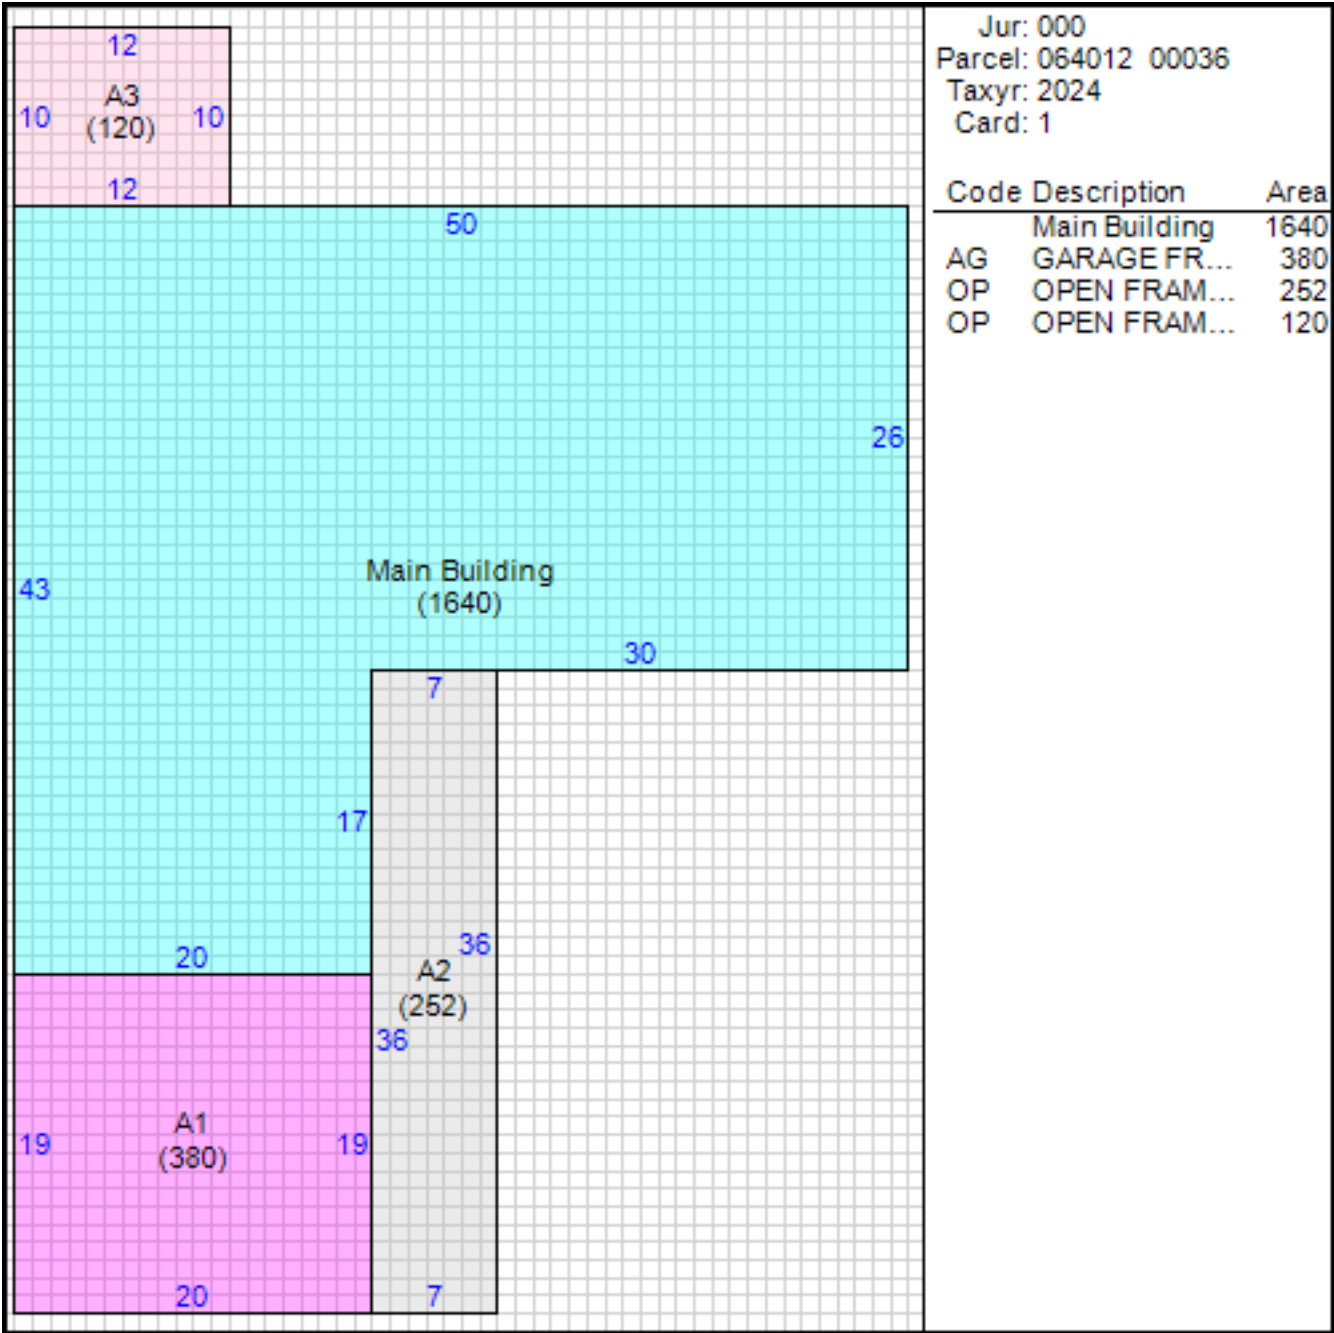 12
A3
10
10
(120)
12
50
26
Main Building
43
(1640)
30
7
17
36
20
A2
(252)
36
A1
19
19
(380)
20
7
Jur: 000
Parcel: 064012 00036
Taxyr: 2024
Card: 1
Code Description Area
Main Building 1640
AG GARAGE FR... 380
OP OPEN FRAM... 252
OP OPEN FRAM... 120